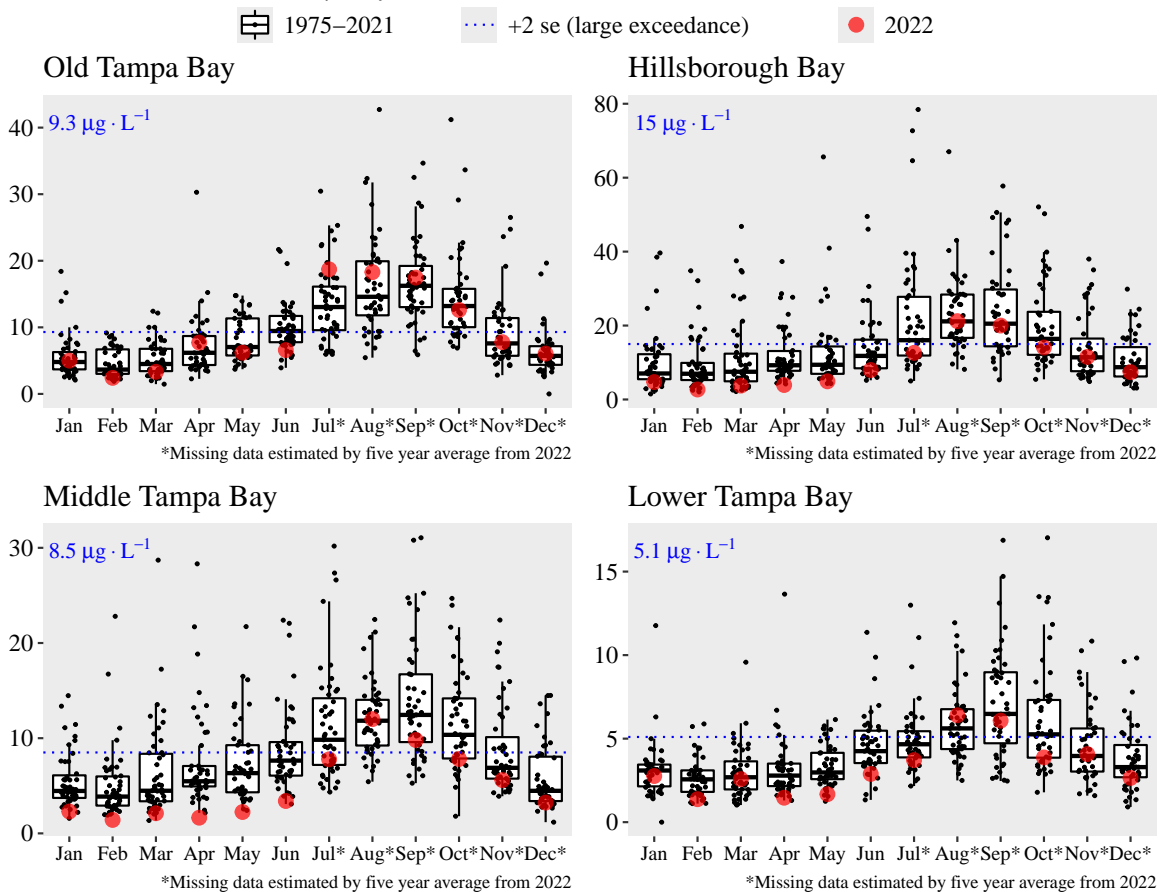 1975–2021
+2 se (large exceedance)
2022
Old Tampa Bay
9.3 μg · L⁻¹
40
30
20
10
0
Jan Feb Mar Apr May Jun Jul* Aug* Sep* Oct* Nov* Dec*
*Missing data estimated by five year average from 2022
Hillsborough Bay
15 μg · L⁻¹
80
60
40
20
0
Jan Feb Mar Apr May Jun Jul* Aug* Sep* Oct* Nov* Dec*
*Missing data estimated by five year average from 2022
Middle Tampa Bay
8.5 μg · L⁻¹
30
20
10
0
Jan Feb Mar Apr May Jun Jul* Aug* Sep* Oct* Nov* Dec*
*Missing data estimated by five year average from 2022
Lower Tampa Bay
5.1 μg · L⁻¹
15
10
5
0
Jan Feb Mar Apr May Jun Jul* Aug* Sep* Oct* Nov* Dec*
*Missing data estimated by five year average from 2022